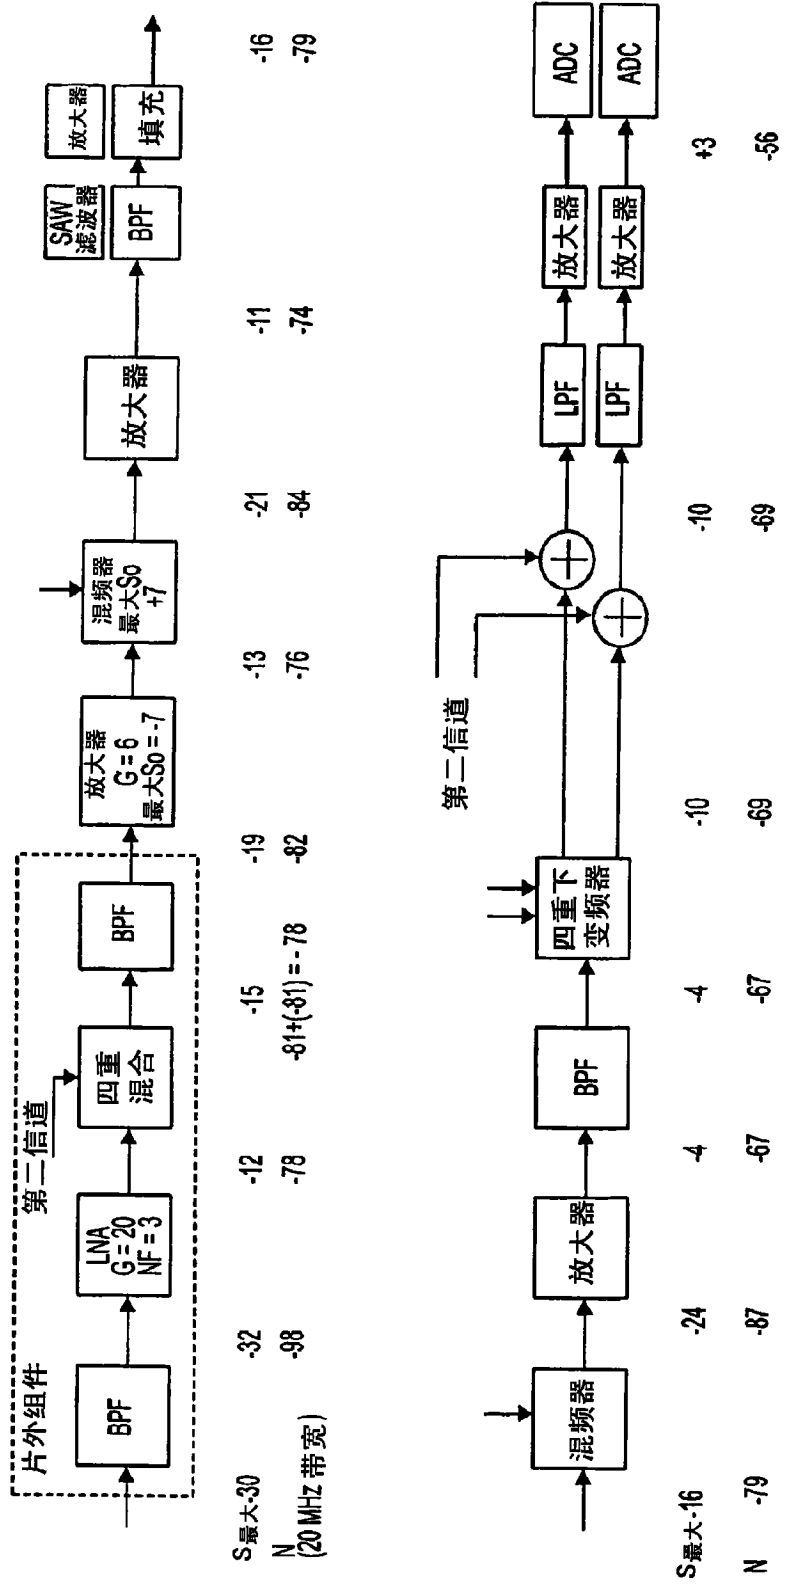 片外组件
第二信道
BPF
LNA
G = 20
NF = 3
四重
混合
BPF
放大器
G = 6
最大So = -7
混频器
最大So
+7
放大器
SAW
滤波器
BPF
放大器
填充
S最大-30
-32
-12
-15
-19
-13
-21
-11
-16
N
(20 MHz 带宽)
-98
-78
-81+(-81) = -78
-82
-76
-84
-74
-79
混频器
放大器
BPF
四重下
变频器
第二信道
LPF
放大器
ADC
LPF
放大器
ADC
S最大-16
-24
-4
-4
-10
-10
+3
N
-79
-87
-67
-67
-69
-69
-56